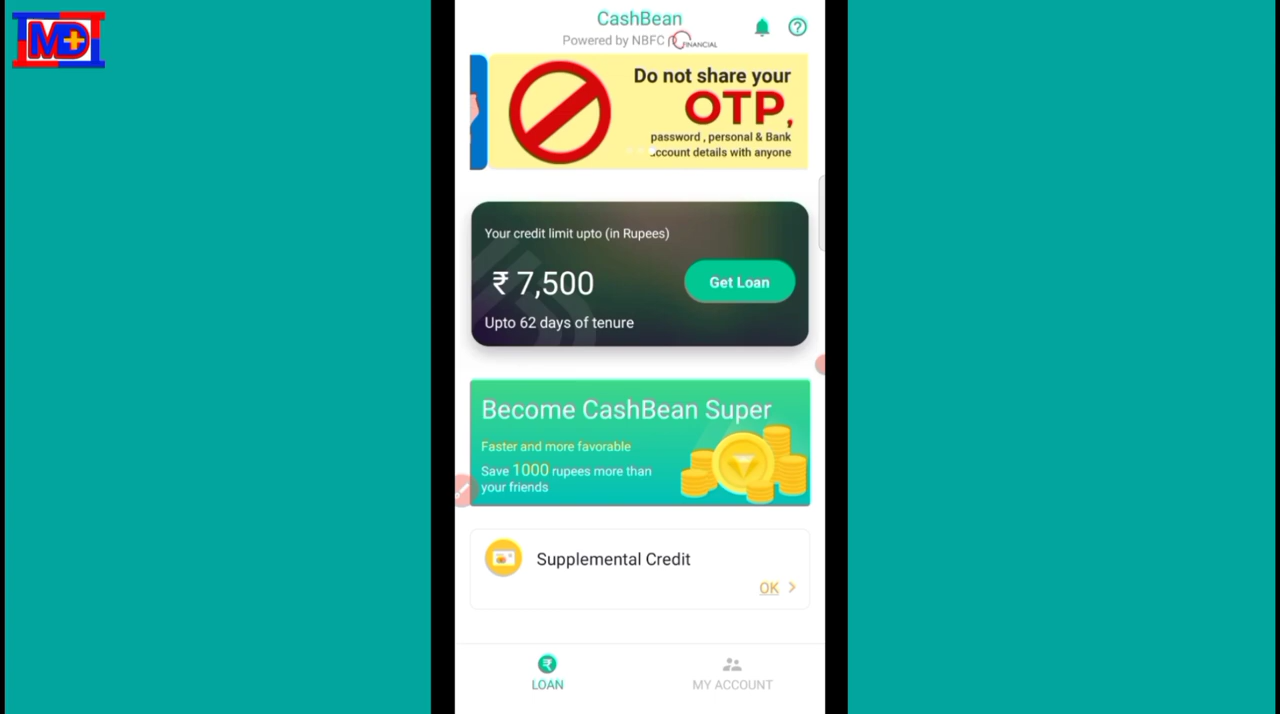 MD
CashBean
Powered by NBFC
FINANCIAL
Do not share your
OTP,
password , personal & Bank
account details with anyone
Your credit limit upto (in Rupees)
₹ 7,500
Get Loan
Upto 62 days of tenure
Become CashBean Super
Faster and more favorable
Save 1000 rupees more than
your friends
Supplemental Credit
OK
LOAN
MY ACCOUNT